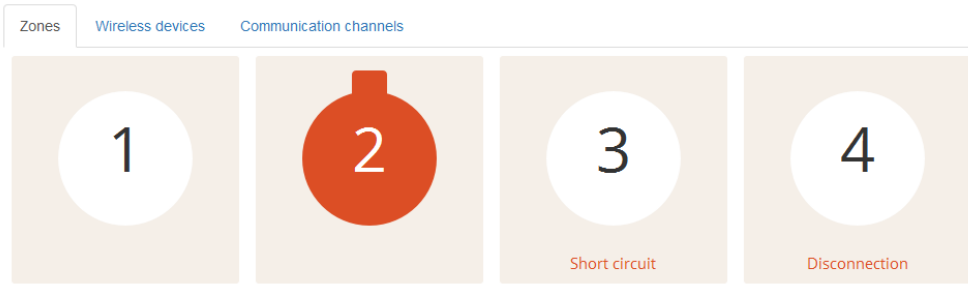 Zones Wireless devices Communication channels
1 2 3 4
Short circuit Disconnection